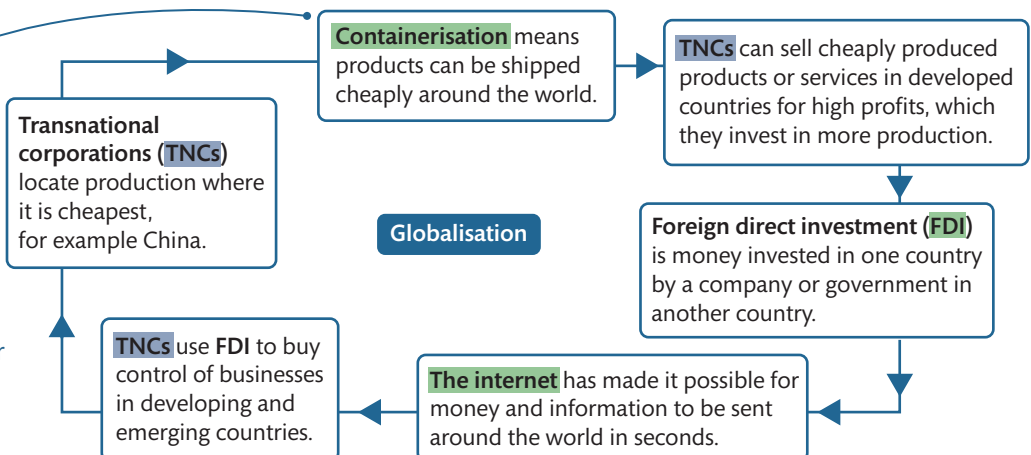 Containerisation means
products can be shipped
cheaply around the world.
TNCs can sell cheaply produced
products or services in developed
countries for high profits, which
they invest in more production.
Transnational
corporations (TNCs)
locate production where
it is cheapest,
for example China.
Globalisation
Foreign direct investment (FDI)
is money invested in one country
by a company or government in
another country.
TNCs use FDI to buy
control of businesses
in developing and
emerging countries.
The internet has made it possible for
money and information to be sent
around the world in seconds.